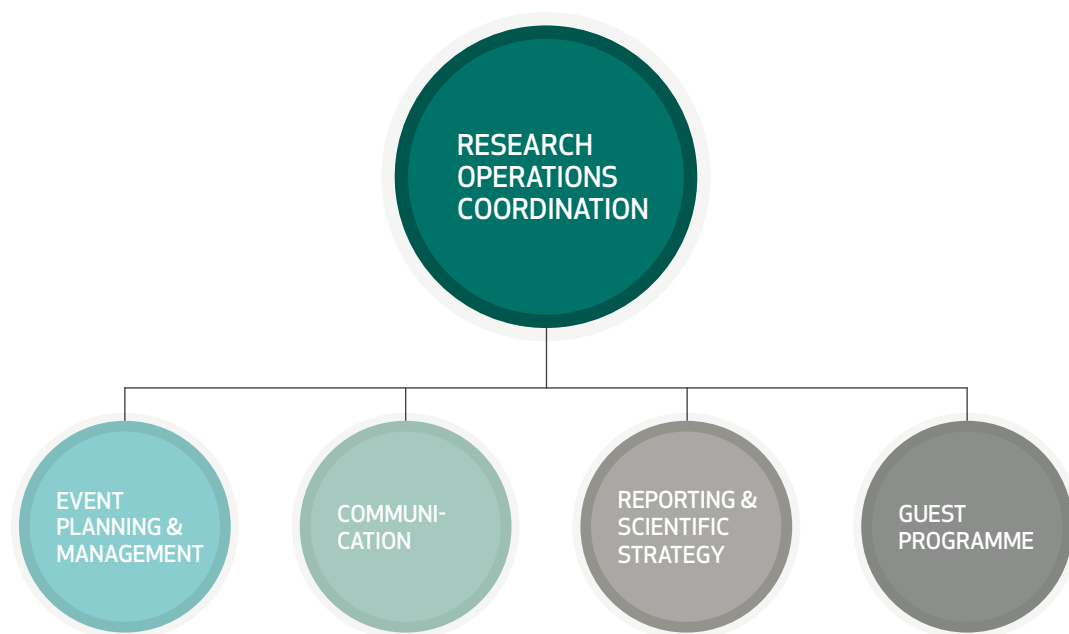 RESEARCH
OPERATIONS
COORDINATION
EVENT
PLANNING &
MANAGEMENT
COMMUNI-
CATION
REPORTING &
SCIENTIFIC
STRATEGY
GUEST
PROGRAMME